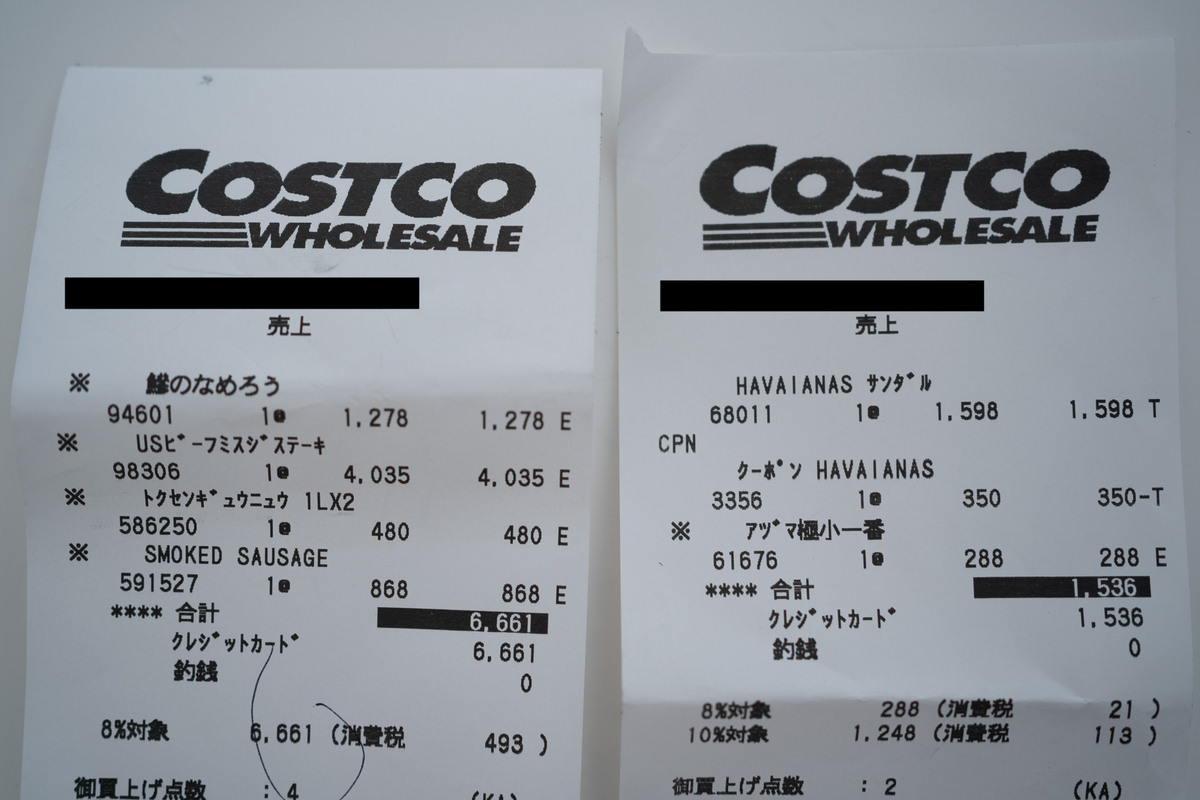 COSTCO
WHOLESALE
売上
※ 鯵のなめろう
94601 1@ 1,278 1,278 E
※ USビーフミスジステーキ
98306 1@ 4,035 4,035 E
※ トクセンギュウニュウ 1LX2
586250 1@ 480 480 E
※ SMOKED SAUSAGE
591527 1@ 868 868 E
**** 合計 6,661
クレジットカード 6,661
釣銭 0
8%対象 6,661 (消費税 493 )
御買上げ点数 : 4 (KA)
COSTCO
WHOLESALE
売上
HAVAIANAS サンダル
68011 1@ 1,598 1,598 T
CPN
クーポン HAVAIANAS
3356 1@ 350 350-T
※ アヅマ極小一番
61676 1@ 288 288 E
**** 合計 1,536
クレジットカード 1,536
釣銭 0
8%対象 288 (消費税 21 )
10%対象 1,248 (消費税 113 )
御買上げ点数 : 2 (KA)